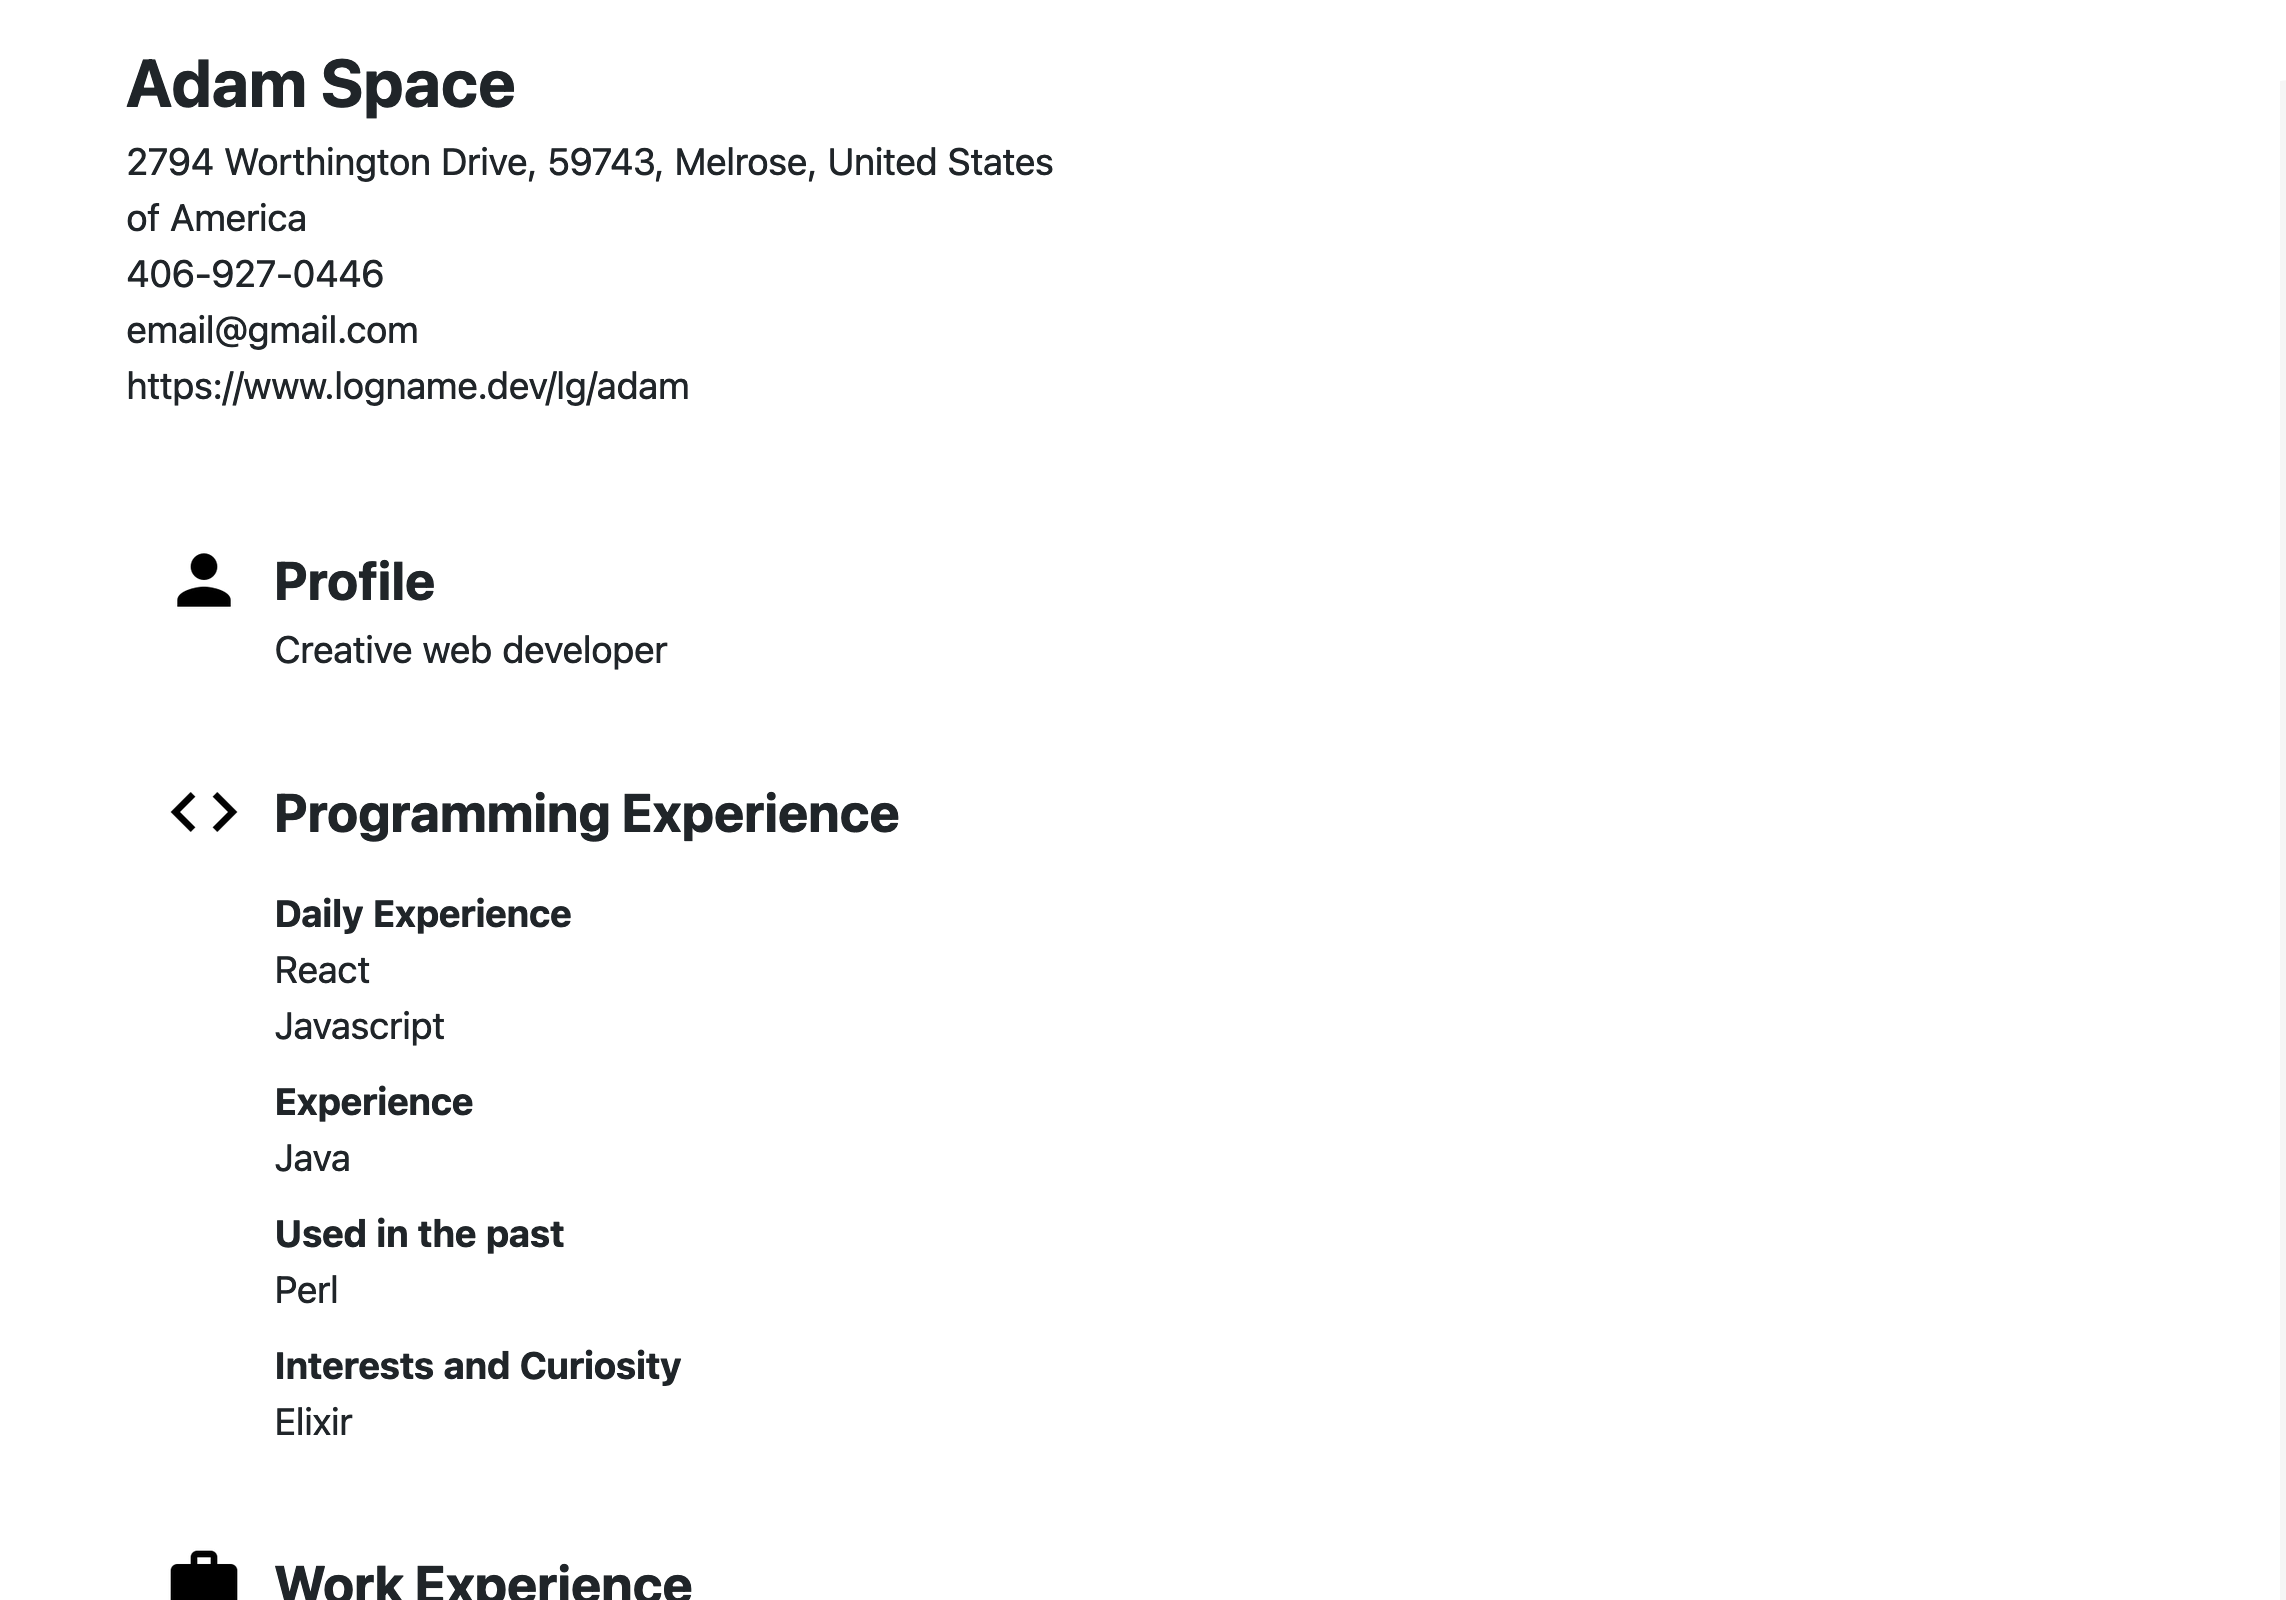 Adam Space
2794 Worthington Drive, 59743, Melrose, United States
of America
406-927-0446
email@gmail.com
https://www.logname.dev/lg/adam
Profile
Creative web developer
Programming Experience
Daily Experience
React
Javascript
Experience
Java
Used in the past
Perl
Interests and Curiosity
Elixir
Work Experience